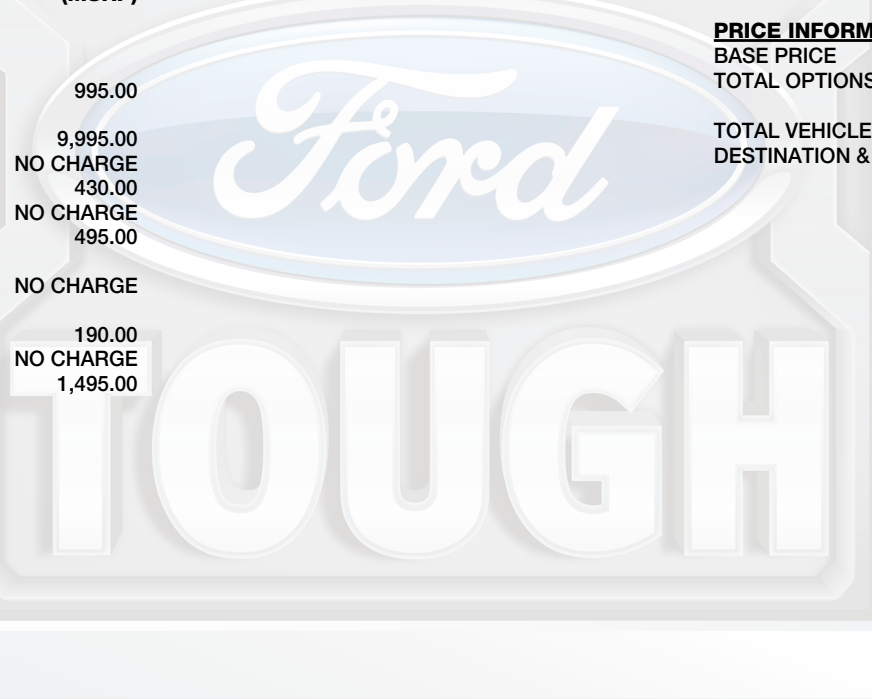 (MSRP)
995.00
9,995.00
NO CHARGE
430.00
NO CHARGE
495.00
NO CHARGE
190.00
NO CHARGE
1,495.00
PRICE INFORM
BASE PRICE
TOTAL OPTIONS
TOTAL VEHICLE
DESTINATION &
Ford
TOUGH